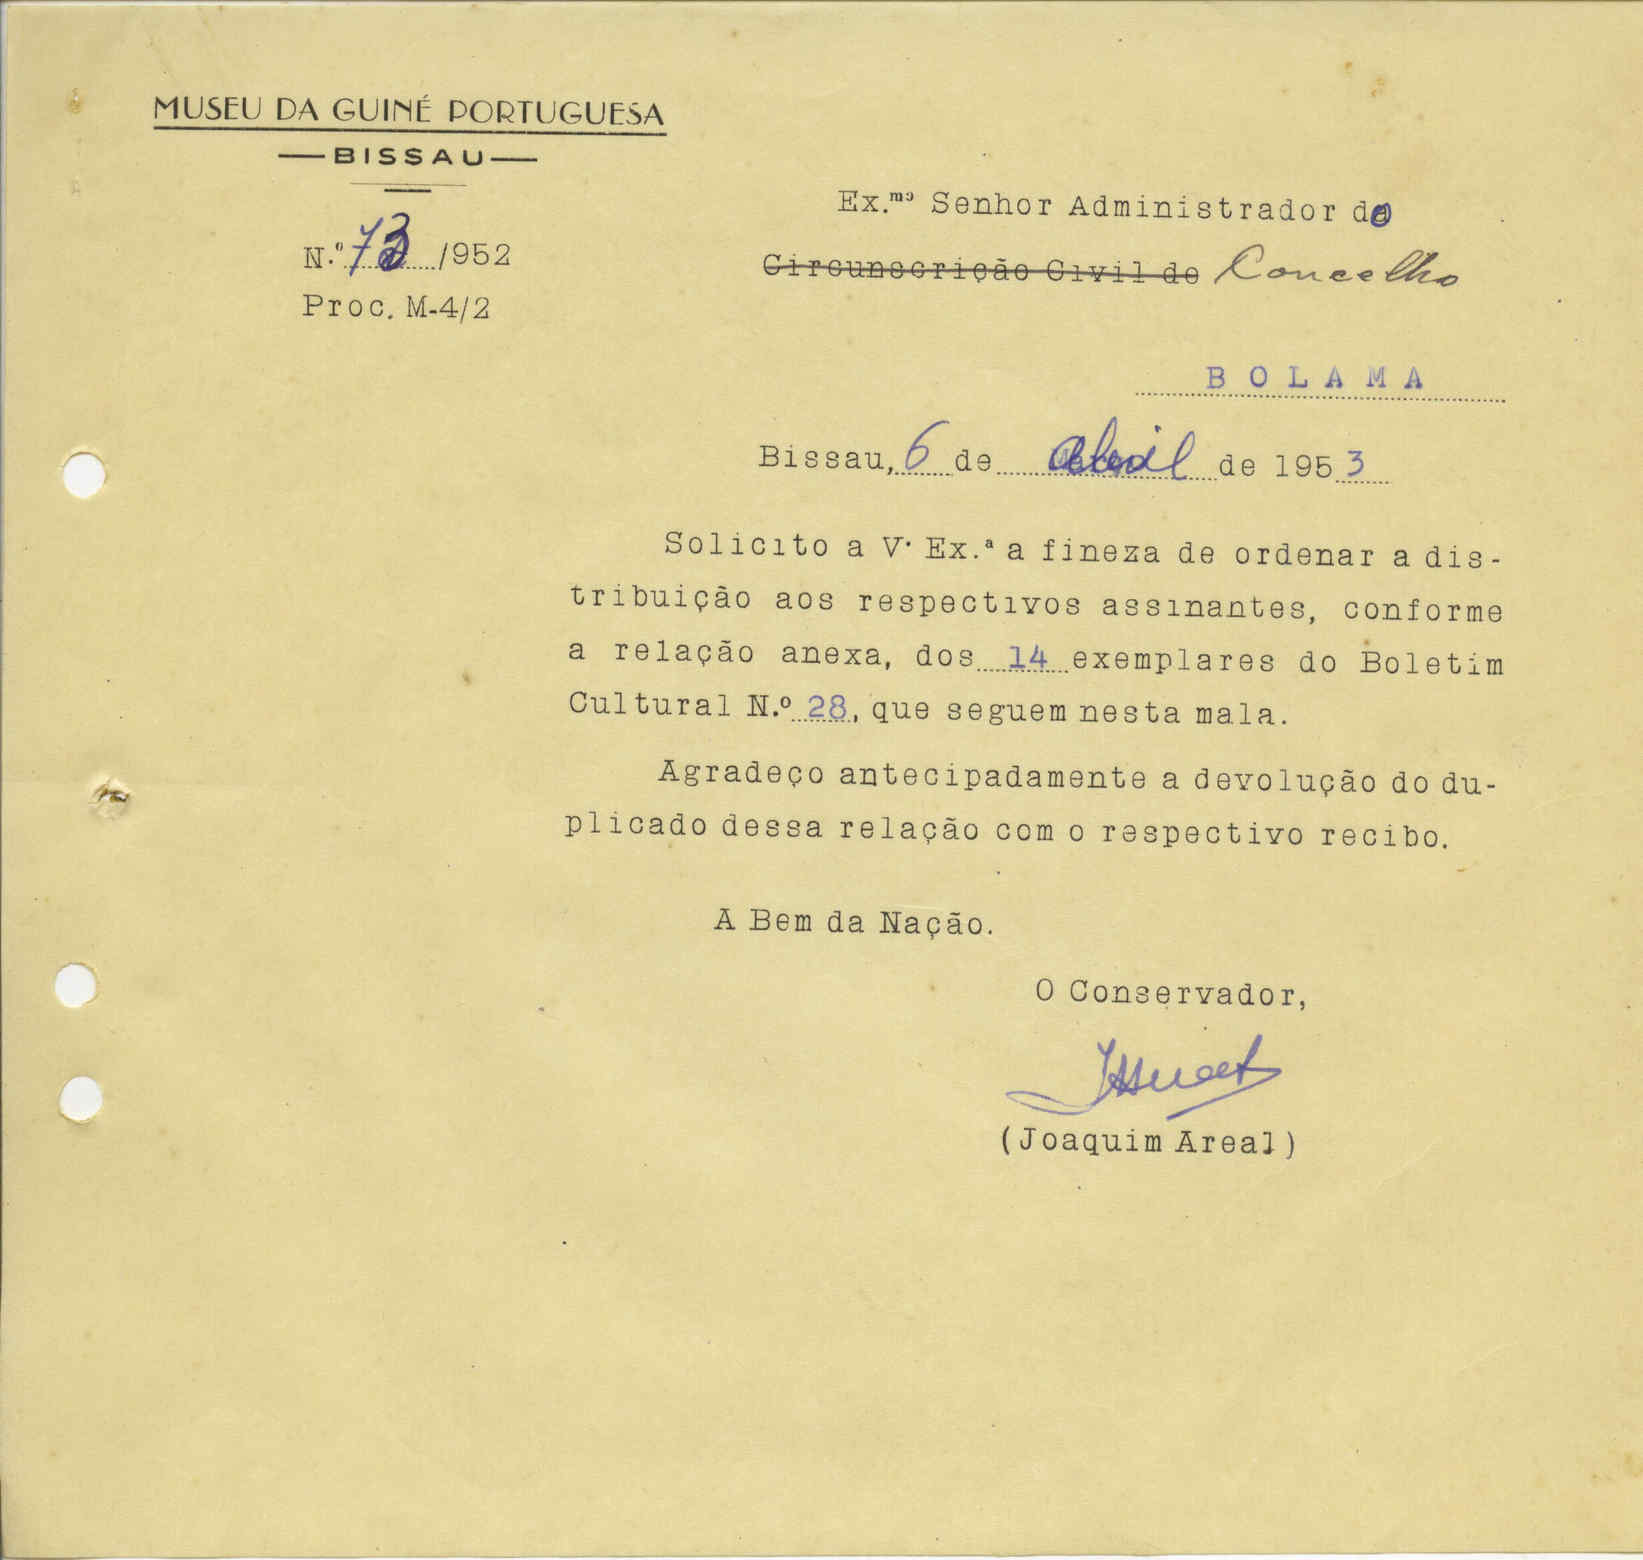 MUSEU DA GUINÉ PORTUGUESA
—BISSAU—
N.º 73 /952
Proc. M-4/2
Ex.mo Senhor Administrador do
Circunscrição Civil de Concelho
BOLAMA
Bissau, 6 de Abril de 1953
Solicito a V. Ex.ª a fineza de ordenar a dis-
tribuição aos respectivos assinantes, conforme
a relação anexa, dos 14 exemplares do Boletim
Cultural N.º 28, que seguem nesta mala.
Agradeço antecipadamente a devolução do du-
plicado dessa relação com o respectivo recibo.
A Bem da Nação.
O Conservador,
(Joaquim Areal)